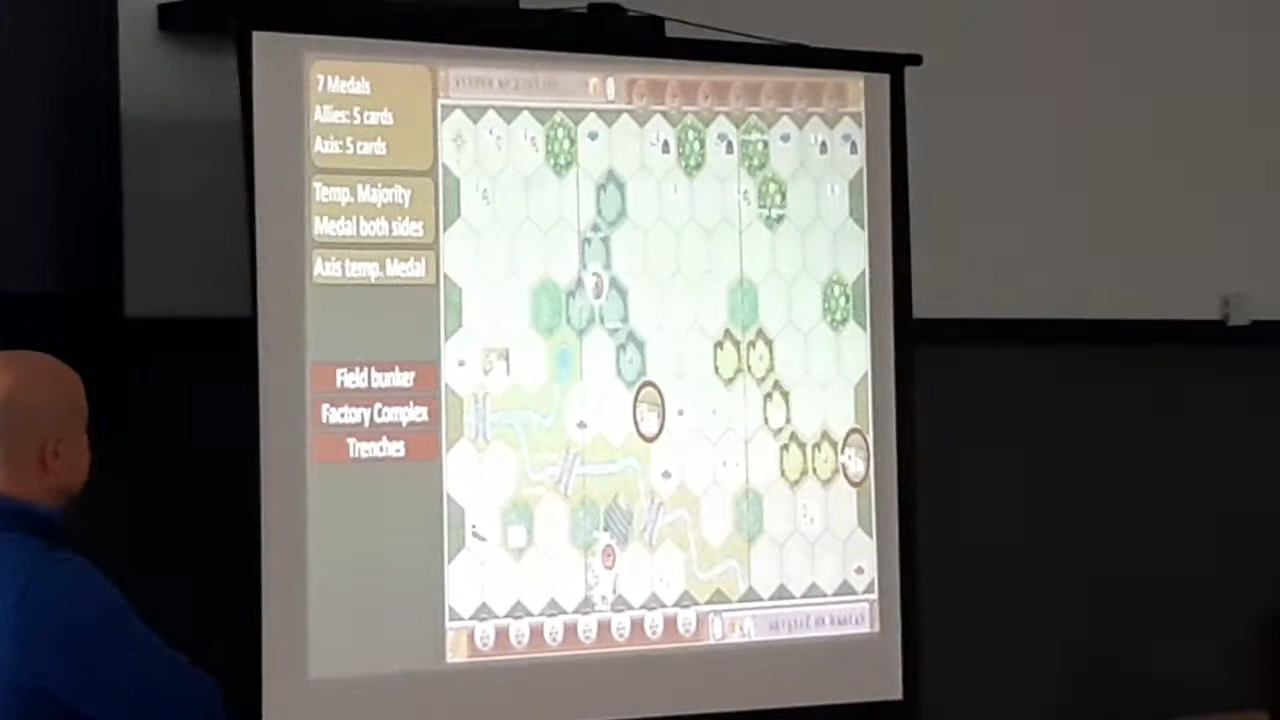 7 Medals
Allies: 5 cards
Axis: 5 cards
Temp. Majority
Medal both sides
Axis temp. Medal
Field bunker
Factory Complex
Trenches